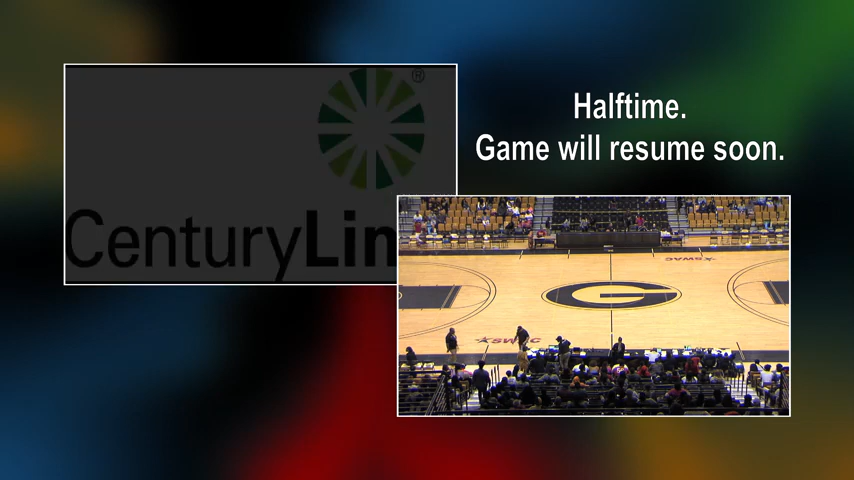 Halftime.
Game will resume soon.
®
CenturyLin
G
SWAC
SWAC